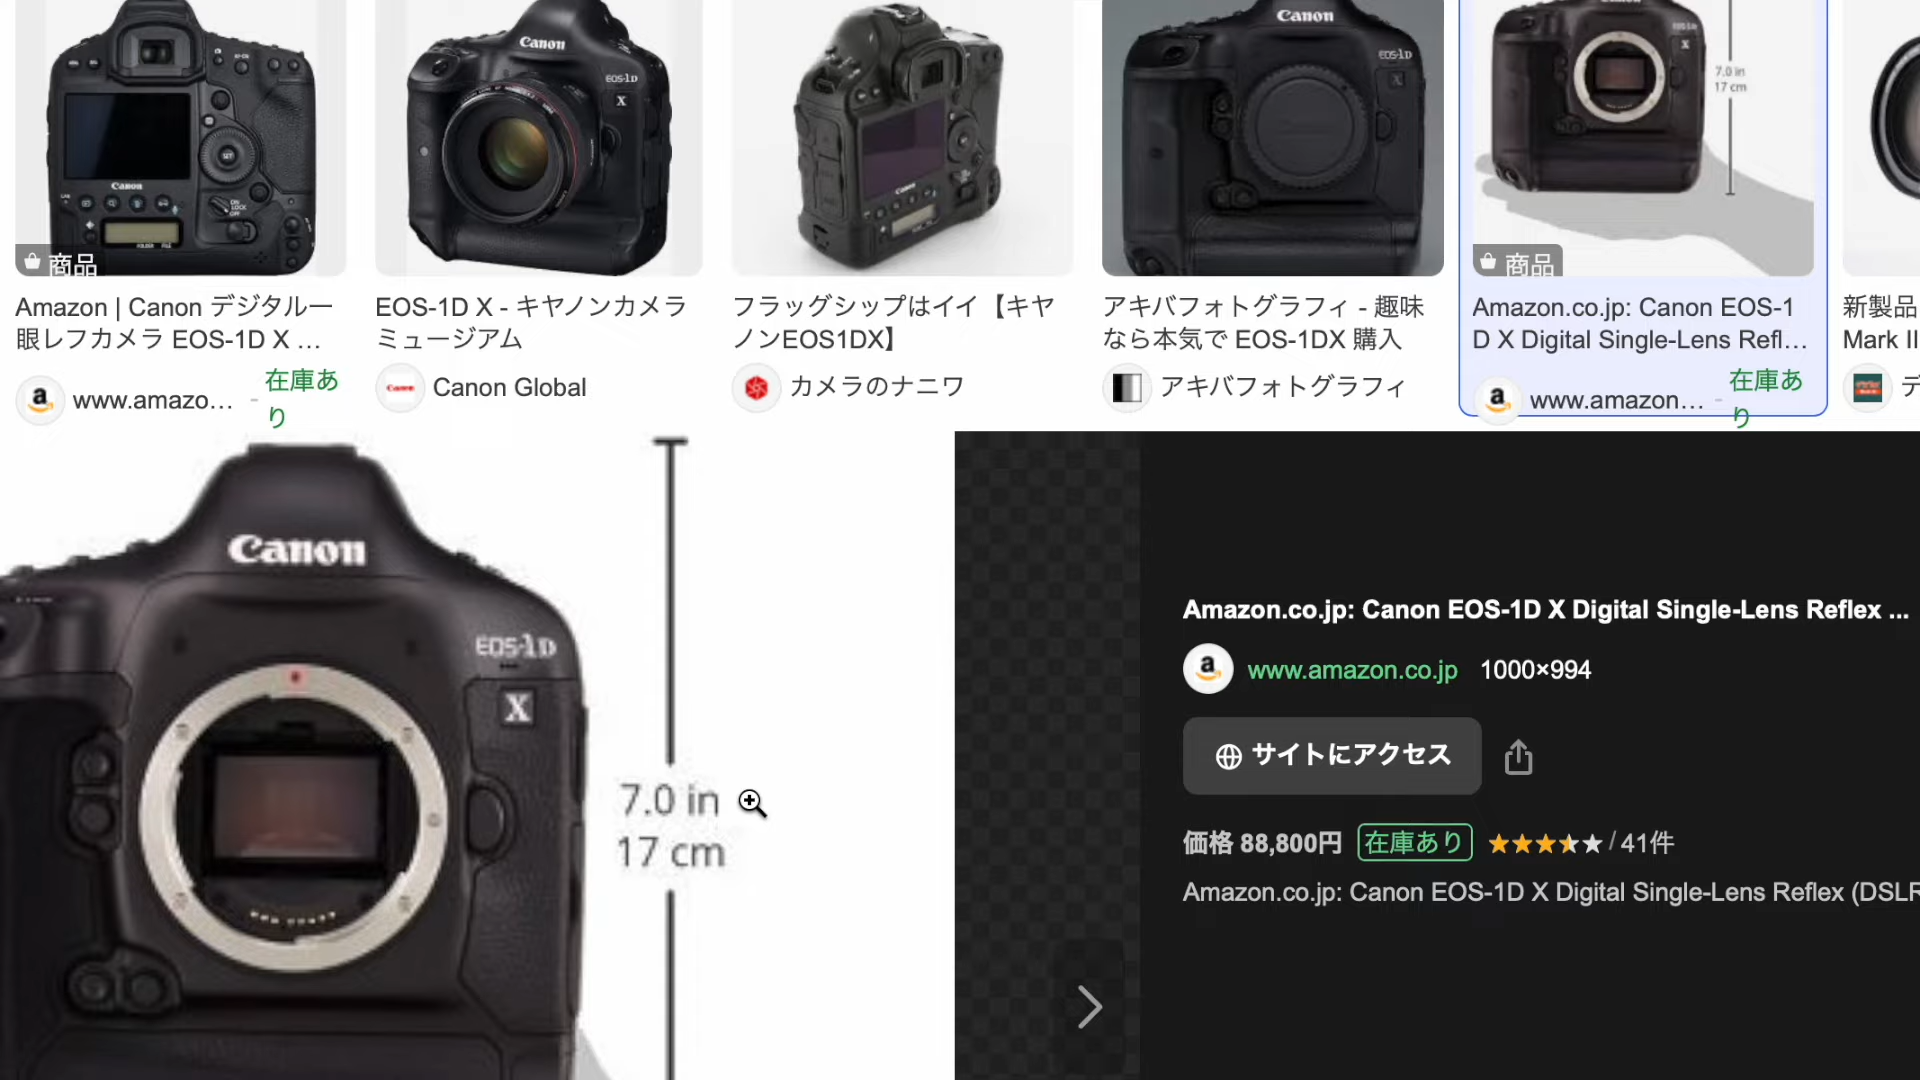 Canon
EOS-1D
X
Canon
EOS-1D
X
7.0 in
17 cm
SET
Canon
ON
LOCK
OFF
商品
商品
Amazon | Canon デジタル一
眼レフカメラ EOS-1D X ...
www.amazo...
- 在庫あ
り
EOS-1D X - キヤノンカメラ
ミュージアム
Canon
Canon Global
Canon
フラッグシップはイイ【キヤ
ノンEOS1DX】
カメラのナニワ
アキバフォトグラフィ - 趣味
なら本気で EOS-1DX 購入
アキバフォトグラフィ
Amazon.co.jp: Canon EOS-1
D X Digital Single-Lens Refl...
www.amazon...
- 在庫あ
り
新製品
Mark II
デ
Canon
EOS-1D
X
7.0 in
17 cm
Amazon.co.jp: Canon EOS-1D X Digital Single-Lens Reflex ...
www.amazon.co.jp 1000×994
サイトにアクセス
価格 88,800円 在庫あり ★★★★★ / 41件
Amazon.co.jp: Canon EOS-1D X Digital Single-Lens Reflex (DSLR